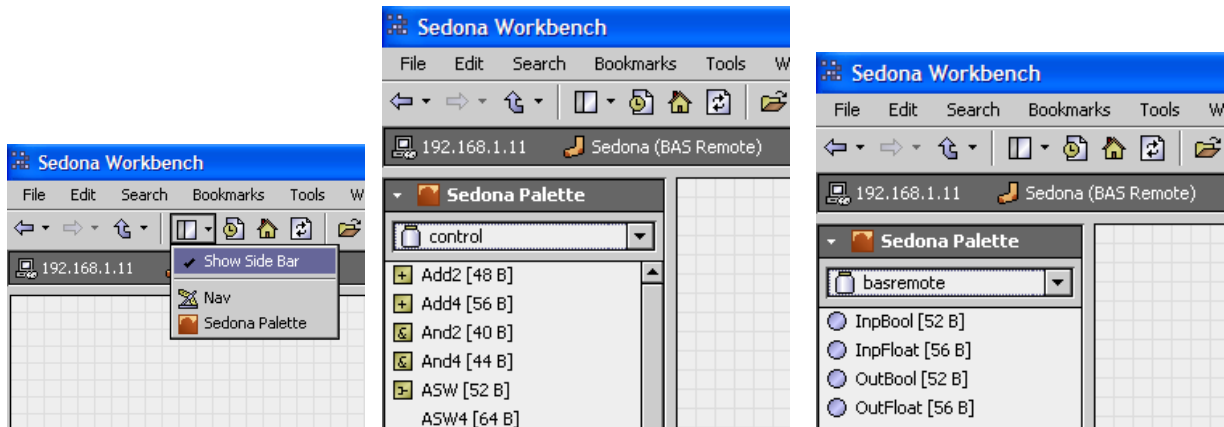 Sedona Workbench
File Edit Search Bookmarks Tools W
192.168.1.11
Show Side Bar
Nav
Sedona Palette
Sedona Workbench
File Edit Search Bookmarks Tools W
192.168.1.11 Sedona (BAS Remote)
Sedona Palette
control
Add2 [48 B]
Add4 [56 B]
And2 [40 B]
And4 [44 B]
ASW [52 B]
ASW4 [64 B]
Sedona Workbench
File Edit Search Bookmarks Tools W
192.168.1.11 Sedona (BAS Remote)
Sedona Palette
basremote
InpBool [52 B]
InpFloat [56 B]
OutBool [52 B]
OutFloat [56 B]